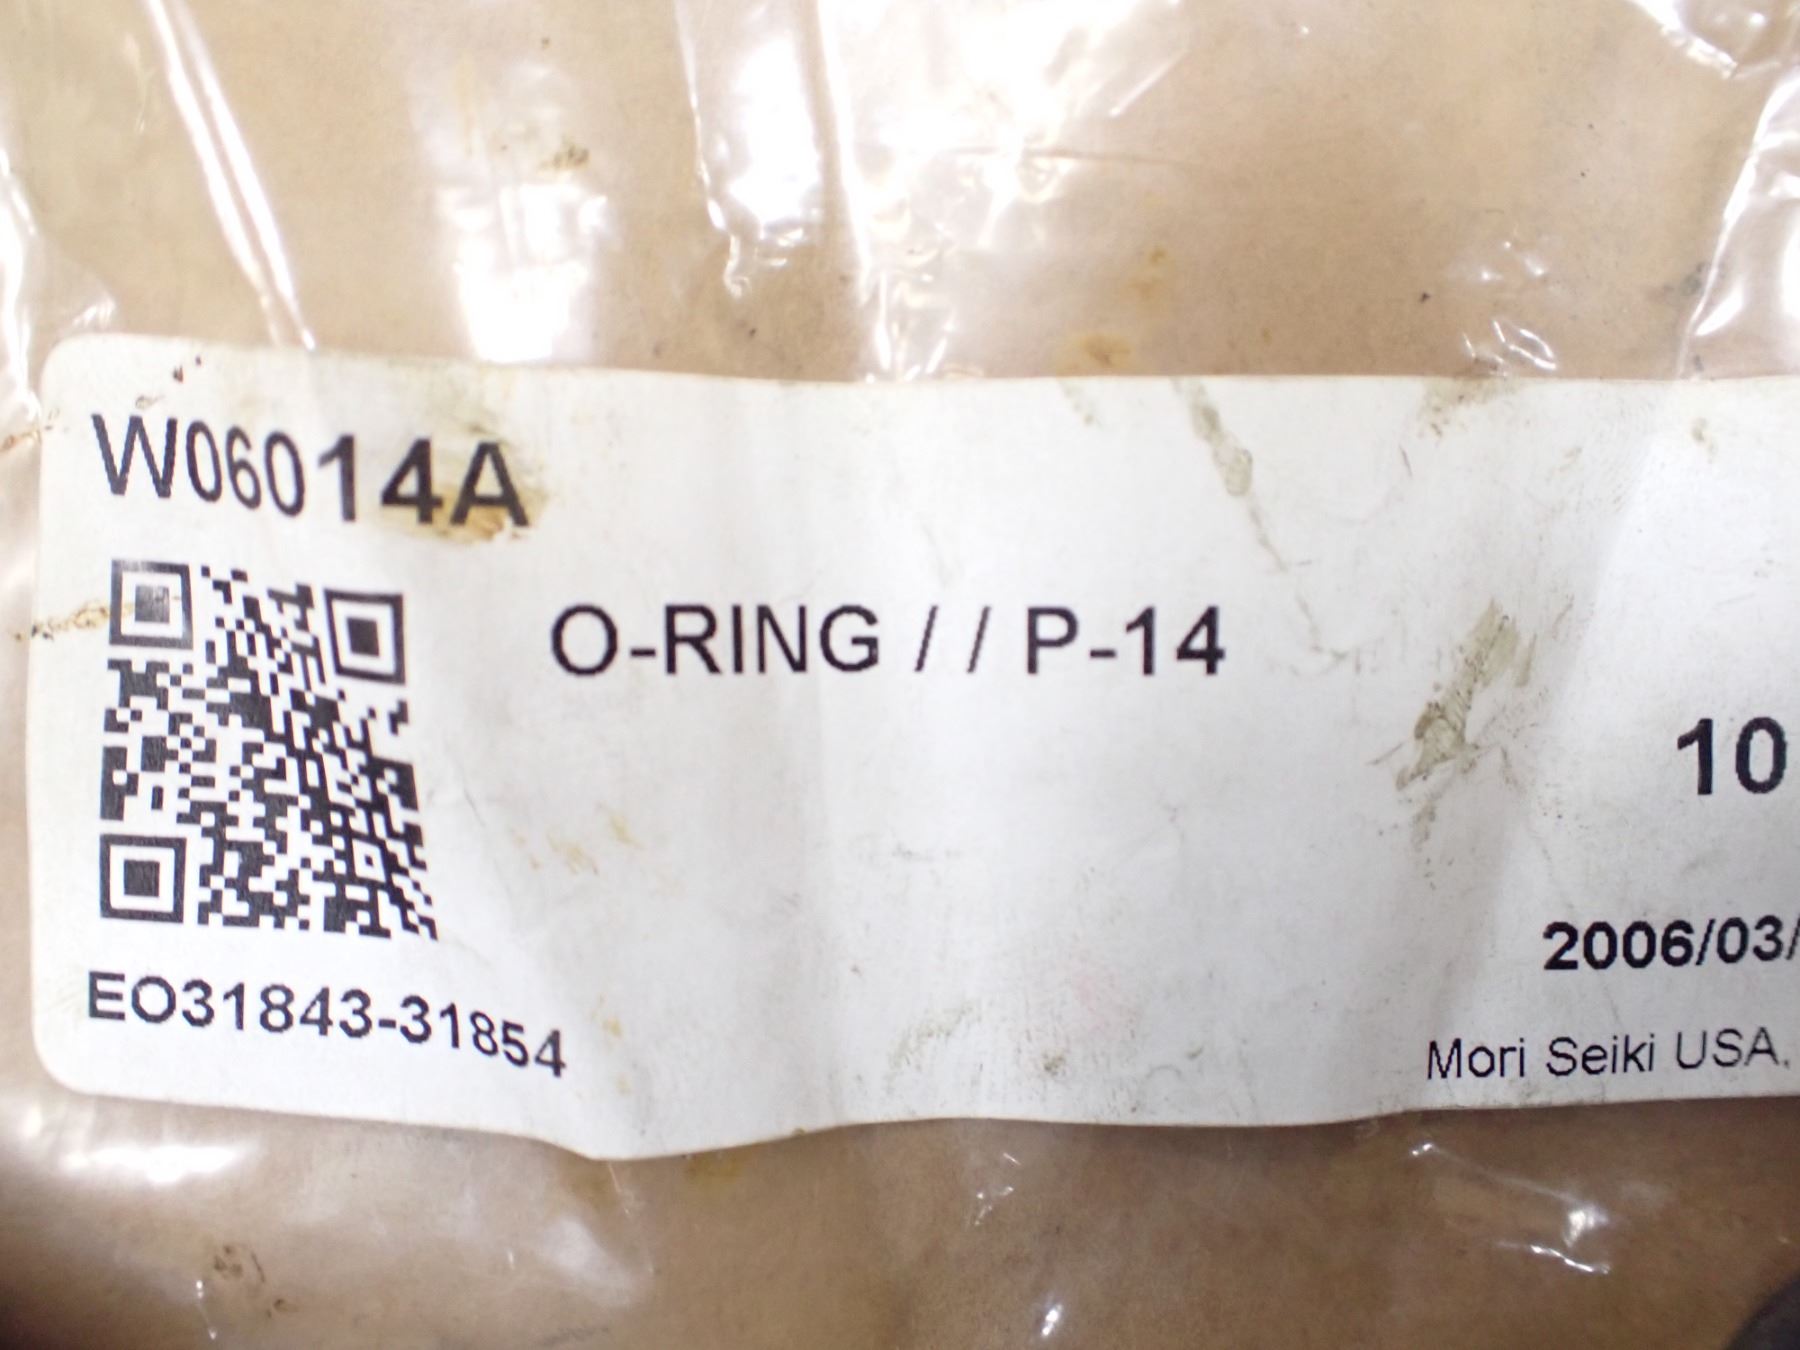 W06014A
O-RING / / P-14
10
2006/03/
EO31843-31854
Mori Seiki USA.